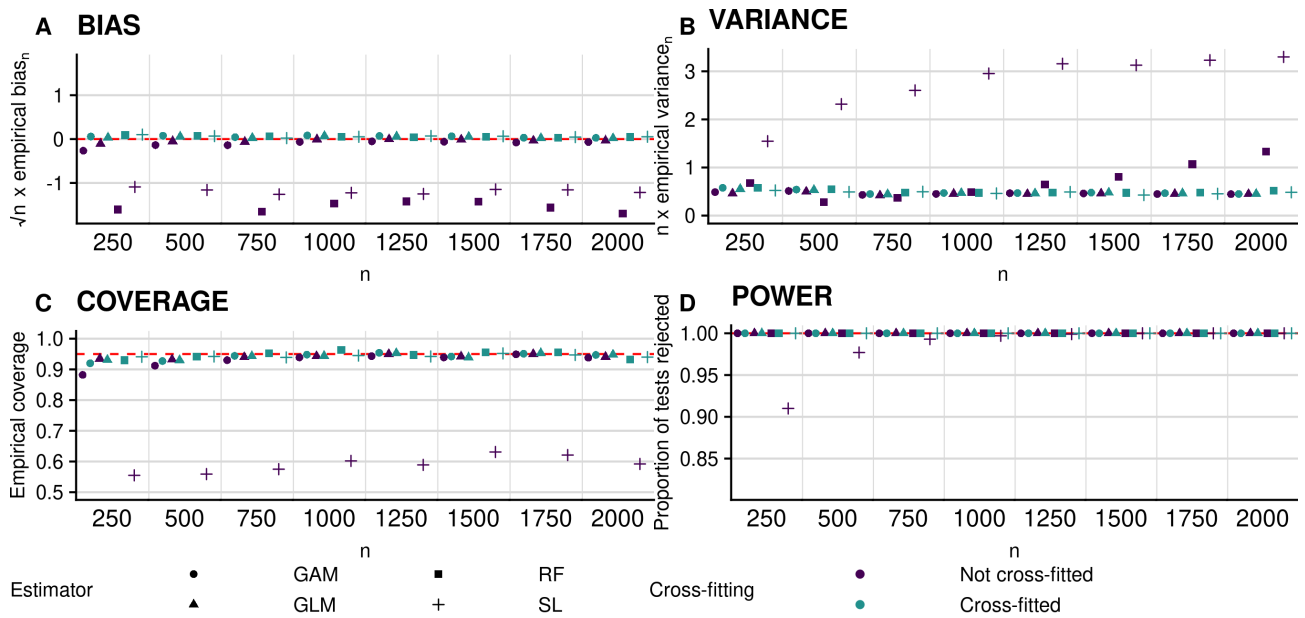 A BIAS
√n x empirical biasₙ
1
0
-1
250 500 750 1000 1250 1500 1750 2000
n
B VARIANCE
n x empirical varianceₙ
3
2
1
0
250 500 750 1000 1250 1500 1750 2000
n
C COVERAGE
Empirical coverage
1.0
0.9
0.8
0.7
0.6
0.5
250 500 750 1000 1250 1500 1750 2000
n
D POWER
Proportion of tests rejected
1.00
0.95
0.90
0.85
250 500 750 1000 1250 1500 1750 2000
n
Estimator
GAM
GLM
RF
SL
Cross-fitting
Not cross-fitted
Cross-fitted